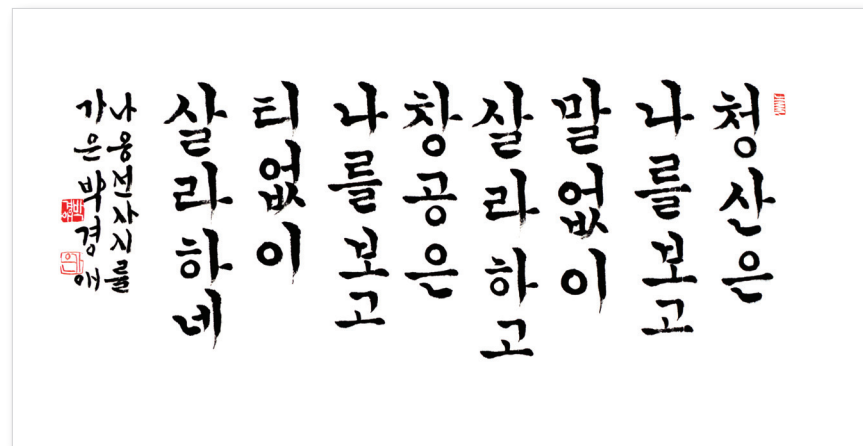 청산은
나를보고
말없이
살라하고
창공은
나를보고
티없이
살라하네
나옹선사시를
가은박경애